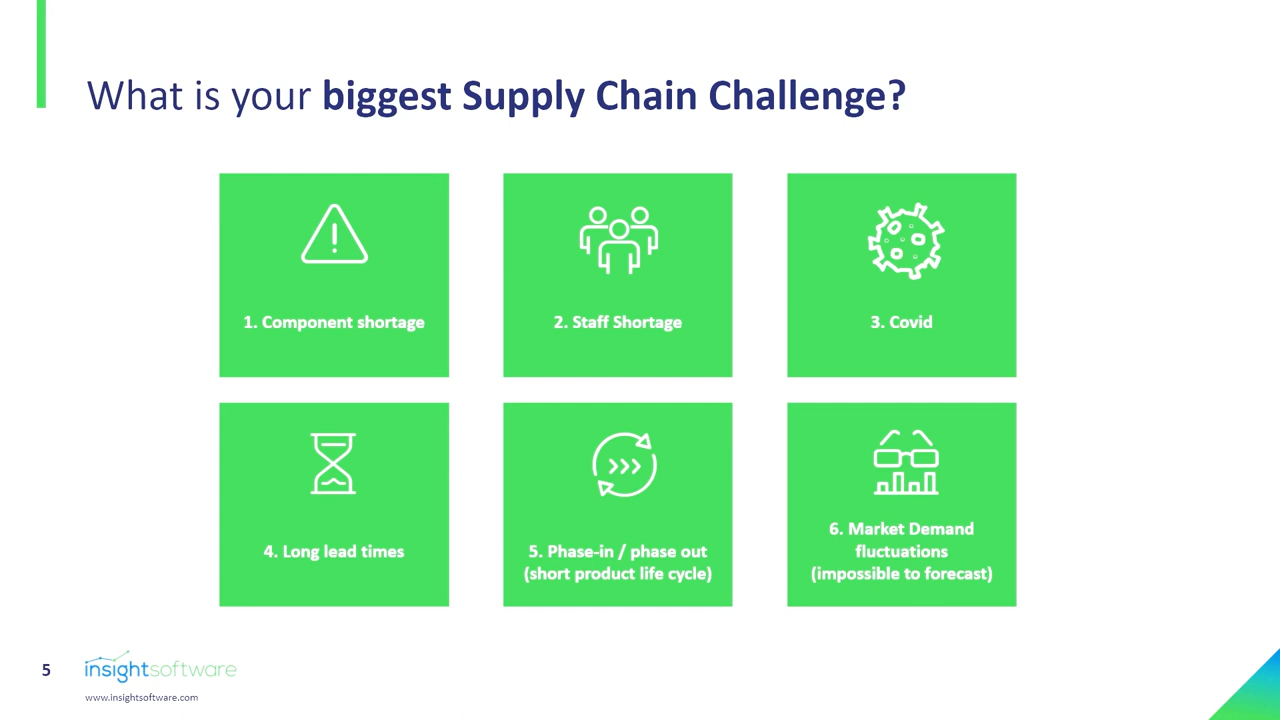 What is your biggest Supply Chain Challenge?
1. Component shortage
2. Staff Shortage
3. Covid
4. Long lead times
5. Phase-in / phase out
(short product life cycle)
6. Market Demand
fluctuations
(impossible to forecast)
5
insightsoftware
www.insightsoftware.com